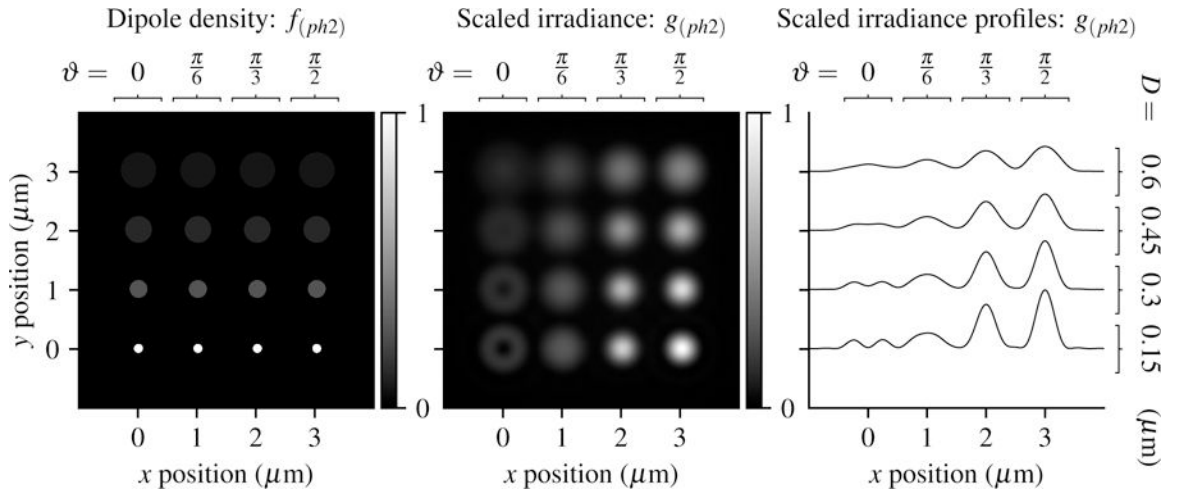 Dipole density: f(ph2)
Scaled irradiance: g(ph2)
Scaled irradiance profiles: g(ph2)
ϑ = 0 π/6 π/3 π/2
ϑ = 0 π/6 π/3 π/2
ϑ = 0 π/6 π/3 π/2
D = 0.6 0.45 0.3 0.15 (μm)
y position (μm)
3
2
1
0
1
0
1
0
0 1 2 3
0 1 2 3
0 1 2 3
x position (μm)
x position (μm)
x position (μm)